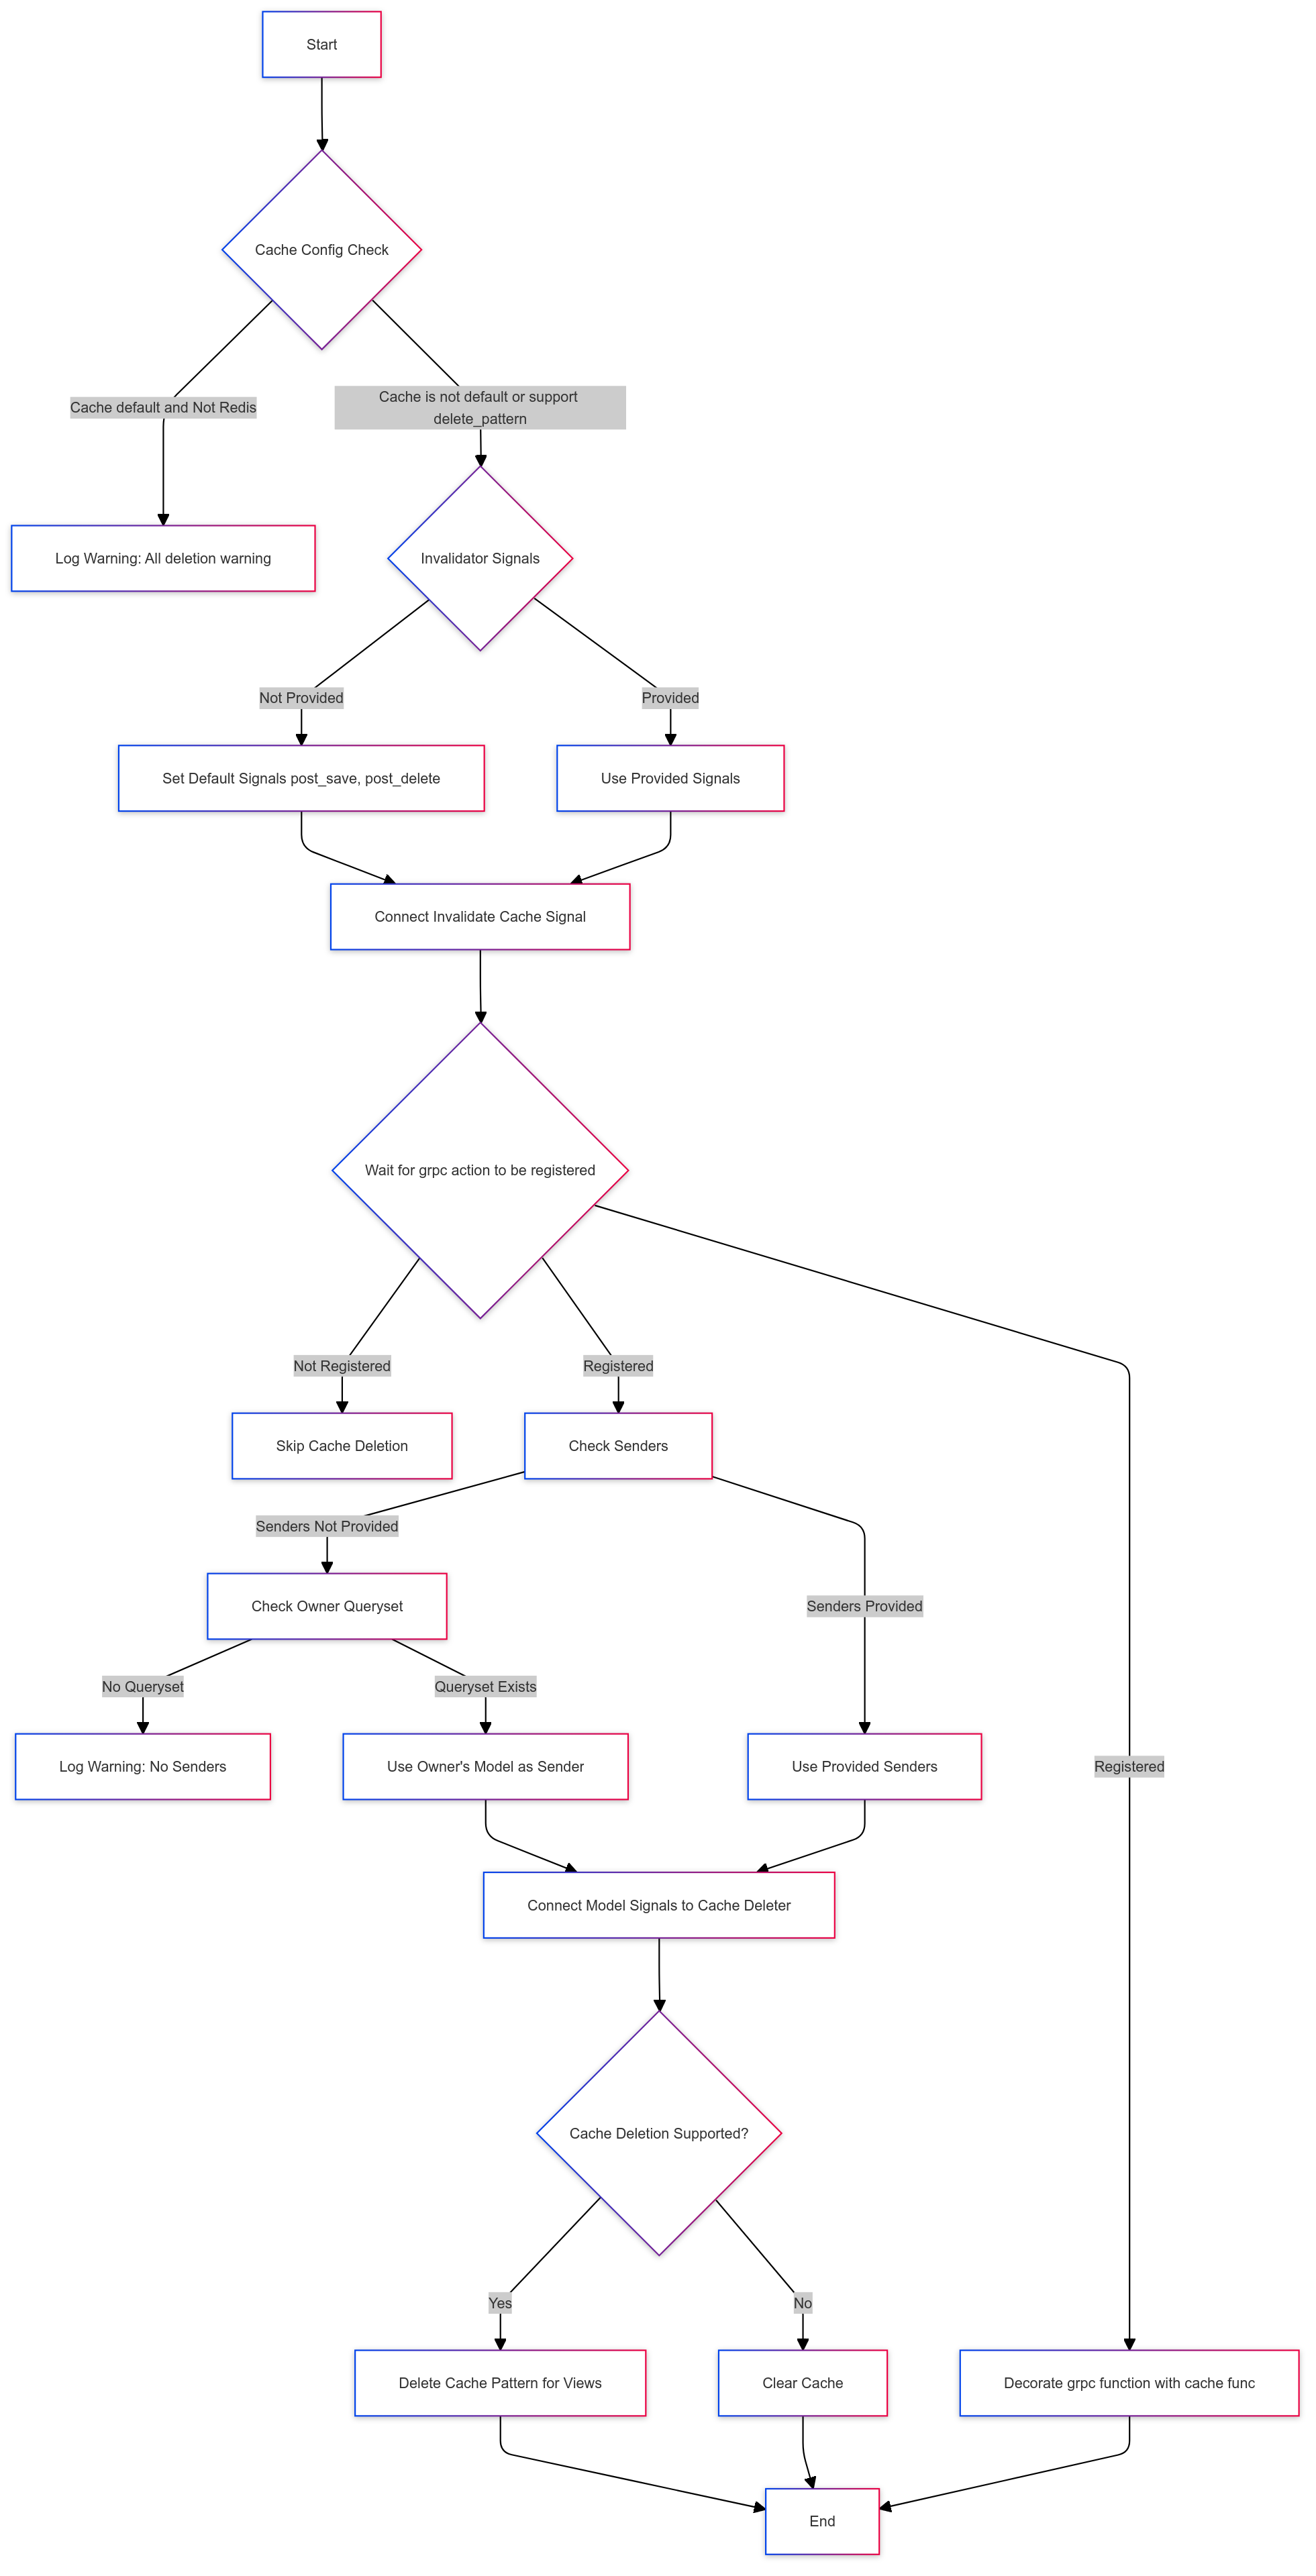 Start
Cache Config Check
Cache default and Not Redis
Cache is not default or support
delete_pattern
Log Warning: All deletion warning
Invalidator Signals
Not Provided
Provided
Set Default Signals post_save, post_delete
Use Provided Signals
Connect Invalidate Cache Signal
Wait for grpc action to be registered
Not Registered
Registered
Skip Cache Deletion
Check Senders
Senders Not Provided
Check Owner Queryset
Senders Provided
No Queryset
Queryset Exists
Log Warning: No Senders
Use Owner's Model as Sender
Use Provided Senders
Registered
Connect Model Signals to Cache Deleter
Cache Deletion Supported?
Yes
No
Delete Cache Pattern for Views
Clear Cache
Decorate grpc function with cache func
End